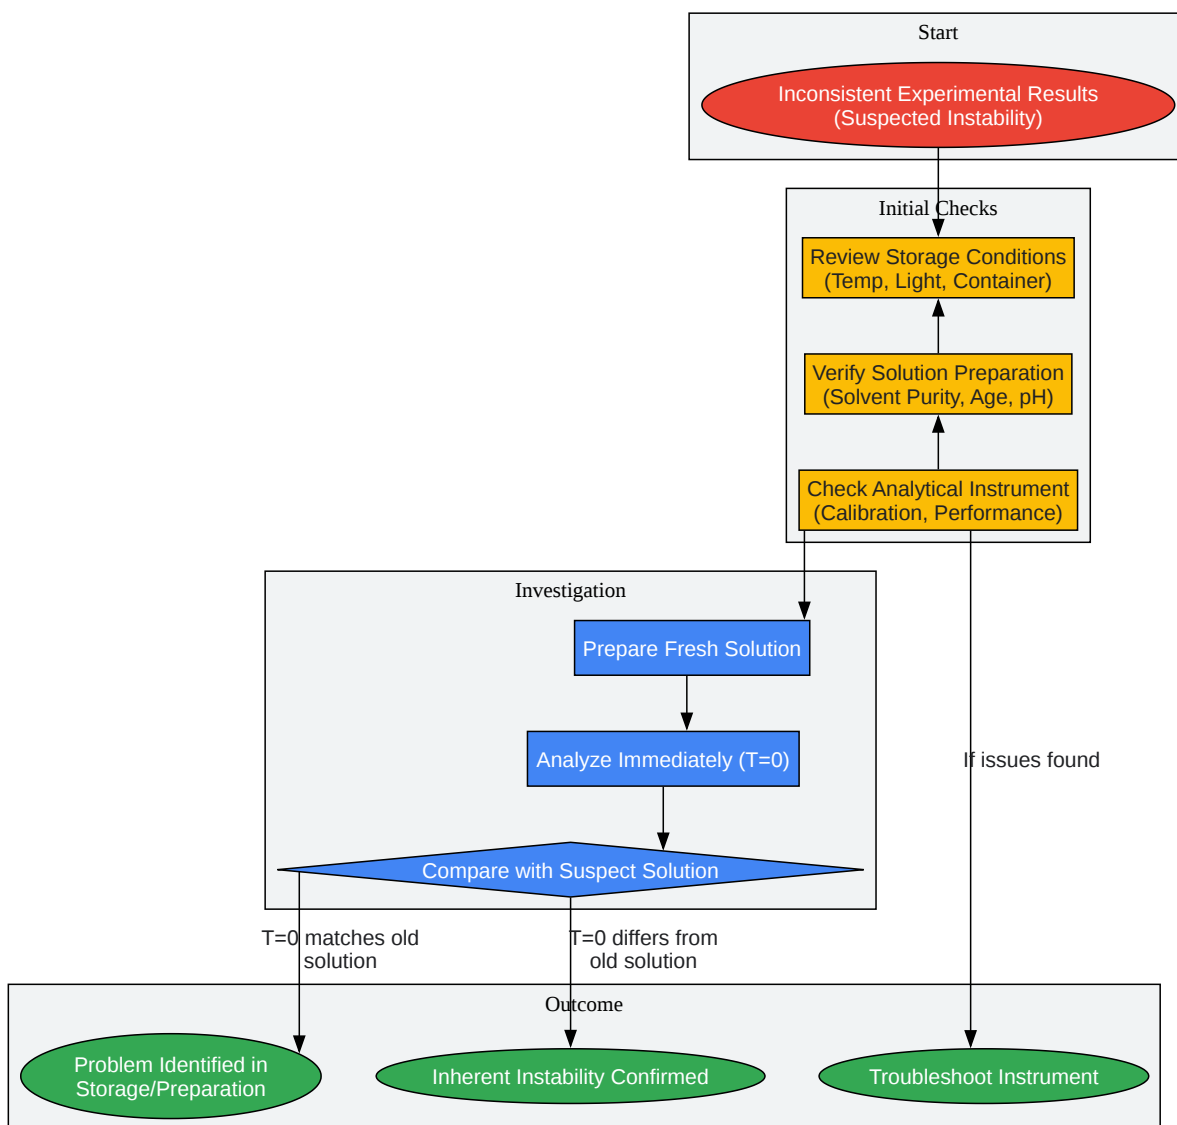 Start
Inconsistent Experimental Results
(Suspected Instability)
Initial Checks
Review Storage Conditions
(Temp, Light, Container)
Verify Solution Preparation
(Solvent Purity, Age, pH)
Check Analytical Instrument
(Calibration, Performance)
Investigation
Prepare Fresh Solution
Analyze Immediately (T=0)
If issues found
Compare with Suspect Solution
T=0 matches old
solution
T=0 differs from
old solution
Outcome
Problem Identified in
Storage/Preparation
Inherent Instability Confirmed
Troubleshoot Instrument